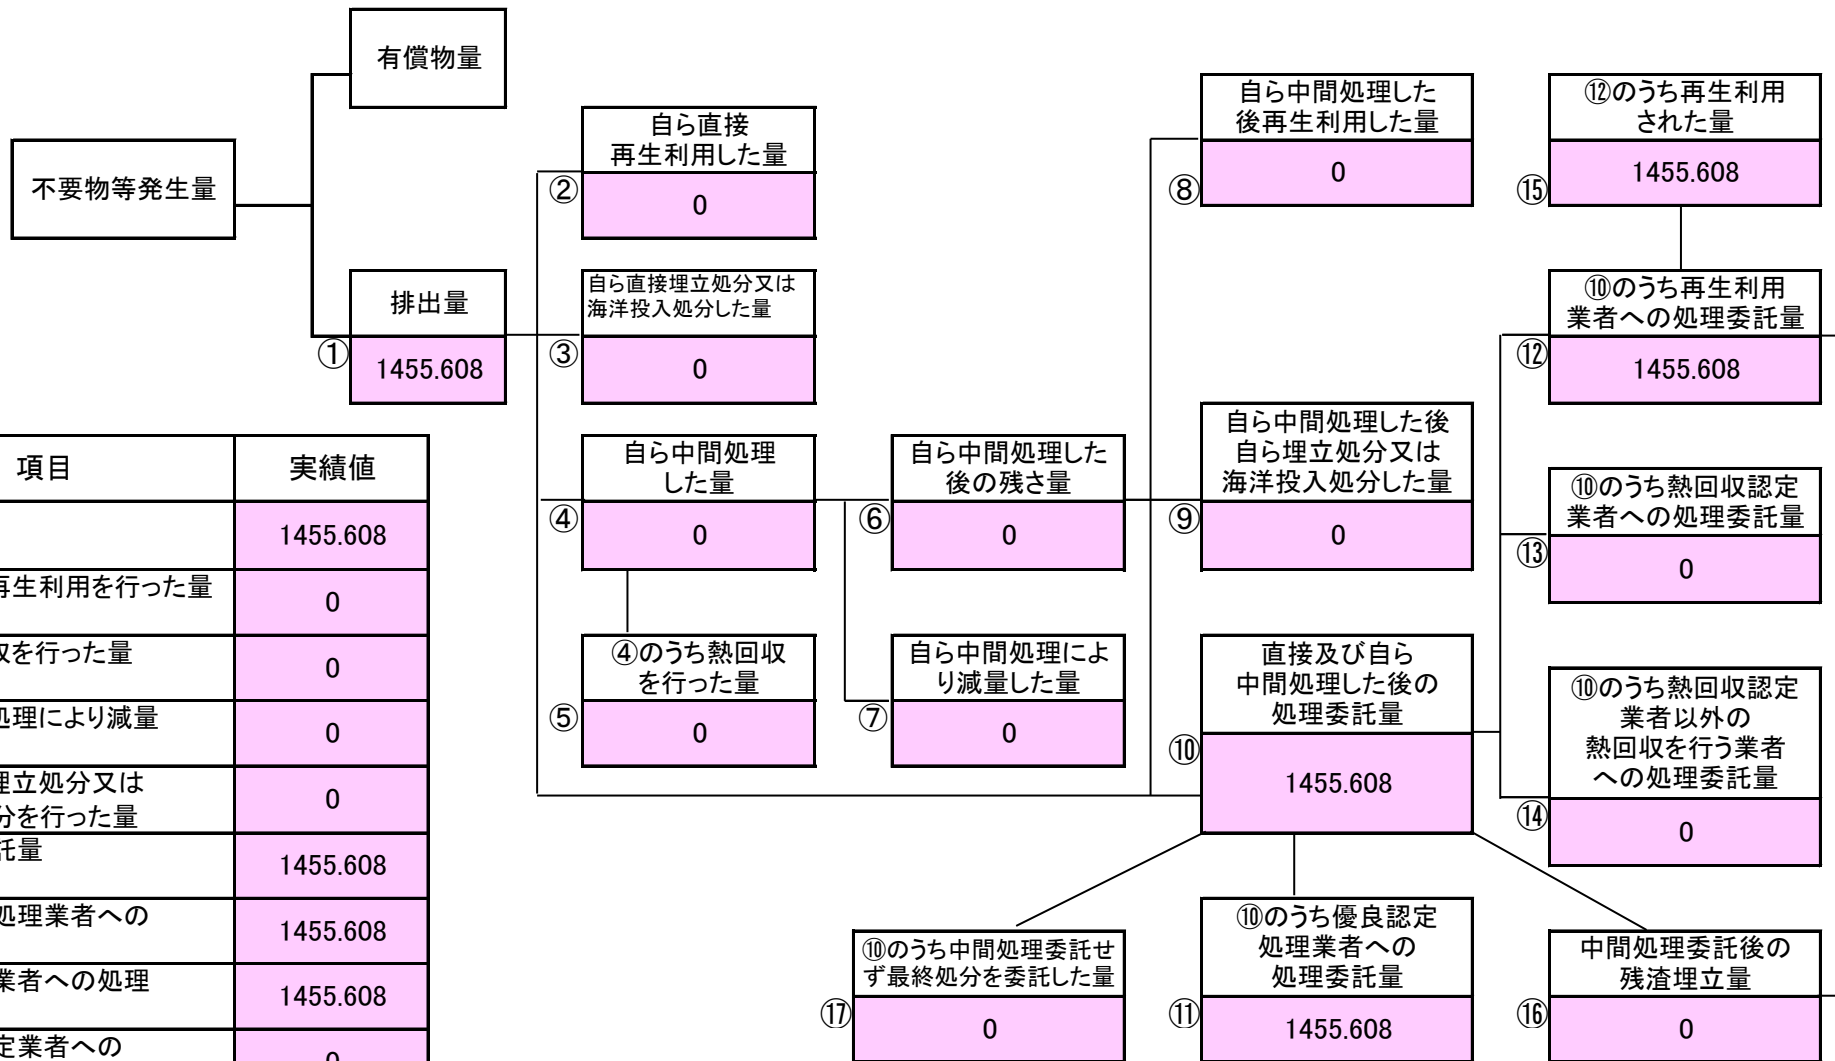 有償物量
不要物等発生量
排出量
①
1455.608
自ら直接
再生利用した量
②
0
自ら直接埋立処分又は
海洋投入処分した量
③
0
自ら中間処理
した量
④
0
④のうち熱回収
を行った量
⑤
0
自ら中間処理した
後の残さ量
⑥
0
自ら中間処理によ
り減量した量
⑦
0
自ら中間処理した
後再生利用した量
⑧
0
自ら中間処理した後
自ら埋立処分又は
海洋投入処分した量
⑨
0
直接及び自ら
中間処理した後の
処理委託量
⑩
1455.608
⑫のうち再生利用
された量
⑮
1455.608
⑩のうち再生利用
業者への処理委託量
⑫
1455.608
⑩のうち熱回収認定
業者への処理委託量
⑬
0
⑩のうち熱回収認定
業者以外の
熱回収を行う業者
への処理委託量
⑭
0
⑩のうち中間処理委託せ
ず最終処分を委託した量
⑰
0
⑩のうち優良認定
処理業者への
処理委託量
⑪
1455.608
中間処理委託後の
残渣埋立量
⑯
0
項目 実績値
1455.608
再生利用を行った量 0
を行った量 0
処理により減量 0
埋立処分又は
を行った量 0
託量 1455.608
処理業者への 1455.608
業者への処理 1455.608
定業者への